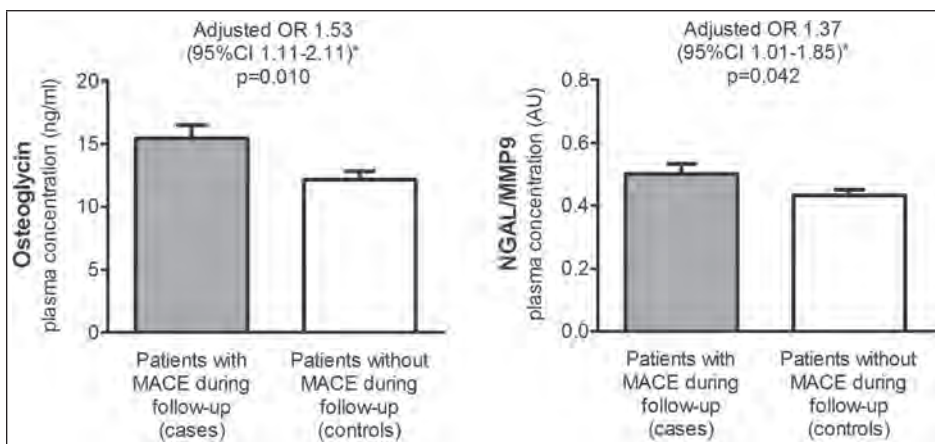 Adjusted OR 1.53
(95%CI 1.11-2.11)*
p=0.010
Osteoglycin
plasma concentration (ng/ml)
20
15
10
5
0
Patients with
MACE during
follow-up
(cases)
Patients without
MACE during
follow-up
(controls)
Adjusted OR 1.37
(95%CI 1.01-1.85)*
p=0.042
NGAL/MMP9
plasma concentration (AU)
0.8
0.6
0.4
0.2
0.0
Patients with
MACE during
follow-up
(cases)
Patients without
MACE during
follow-up
(controls)